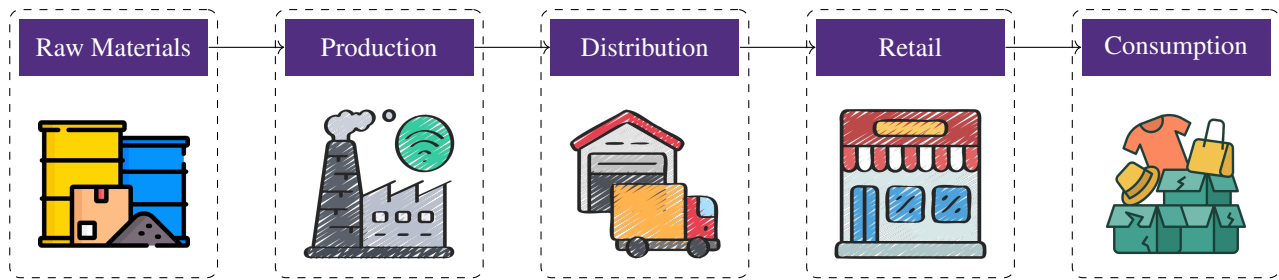 Raw Materials
Production
Distribution
Retail
Consumption